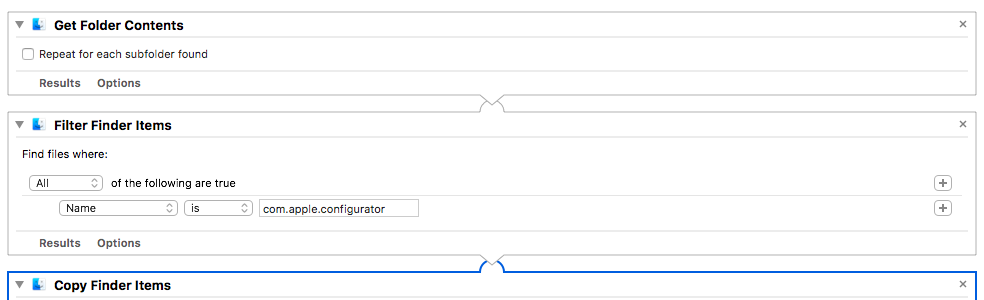 Get Folder Contents
Repeat for each subfolder found
Results Options
Filter Finder Items
Find files where:
All of the following are true
Name is com.apple.configurator
Results Options
Copy Finder Items